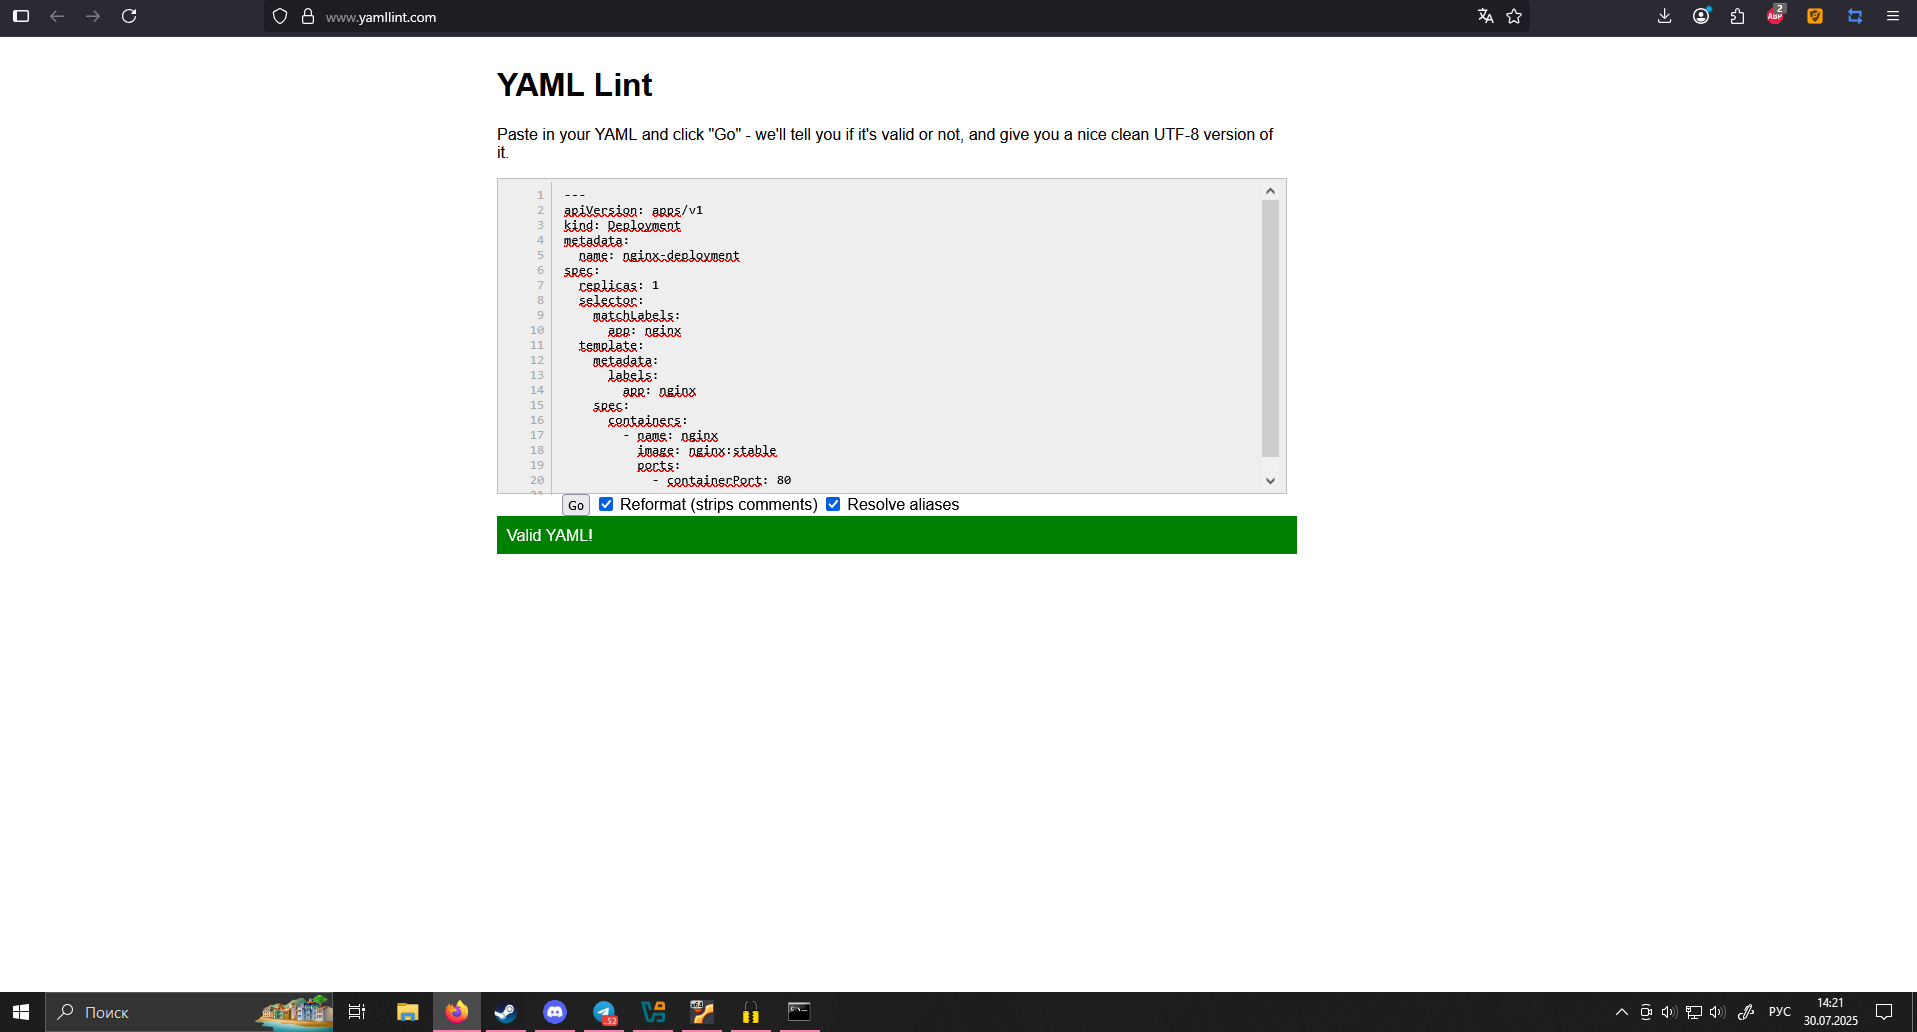 www.yamllint.com
2
ABP
YAML Lint
Paste in your YAML and click "Go" - we'll tell you if it's valid or not, and give you a nice clean UTF-8 version of
it.
1 ---
2 apiVersion: apps/v1
3 kind: Deployment
4 metadata:
5   name: nginx-deployment
6 spec:
7   replicas: 1
8   selector:
9     matchLabels:
10       app: nginx
11   template:
12     metadata:
13       labels:
14         app: nginx
15     spec:
16       containers:
17         - name: nginx
18           image: nginx:stable
19           ports:
20             - containerPort: 80
21
Go Reformat (strips comments) Resolve aliases
Valid YAML!
Поиск
52
x64
РУС
14:21
30.07.2025